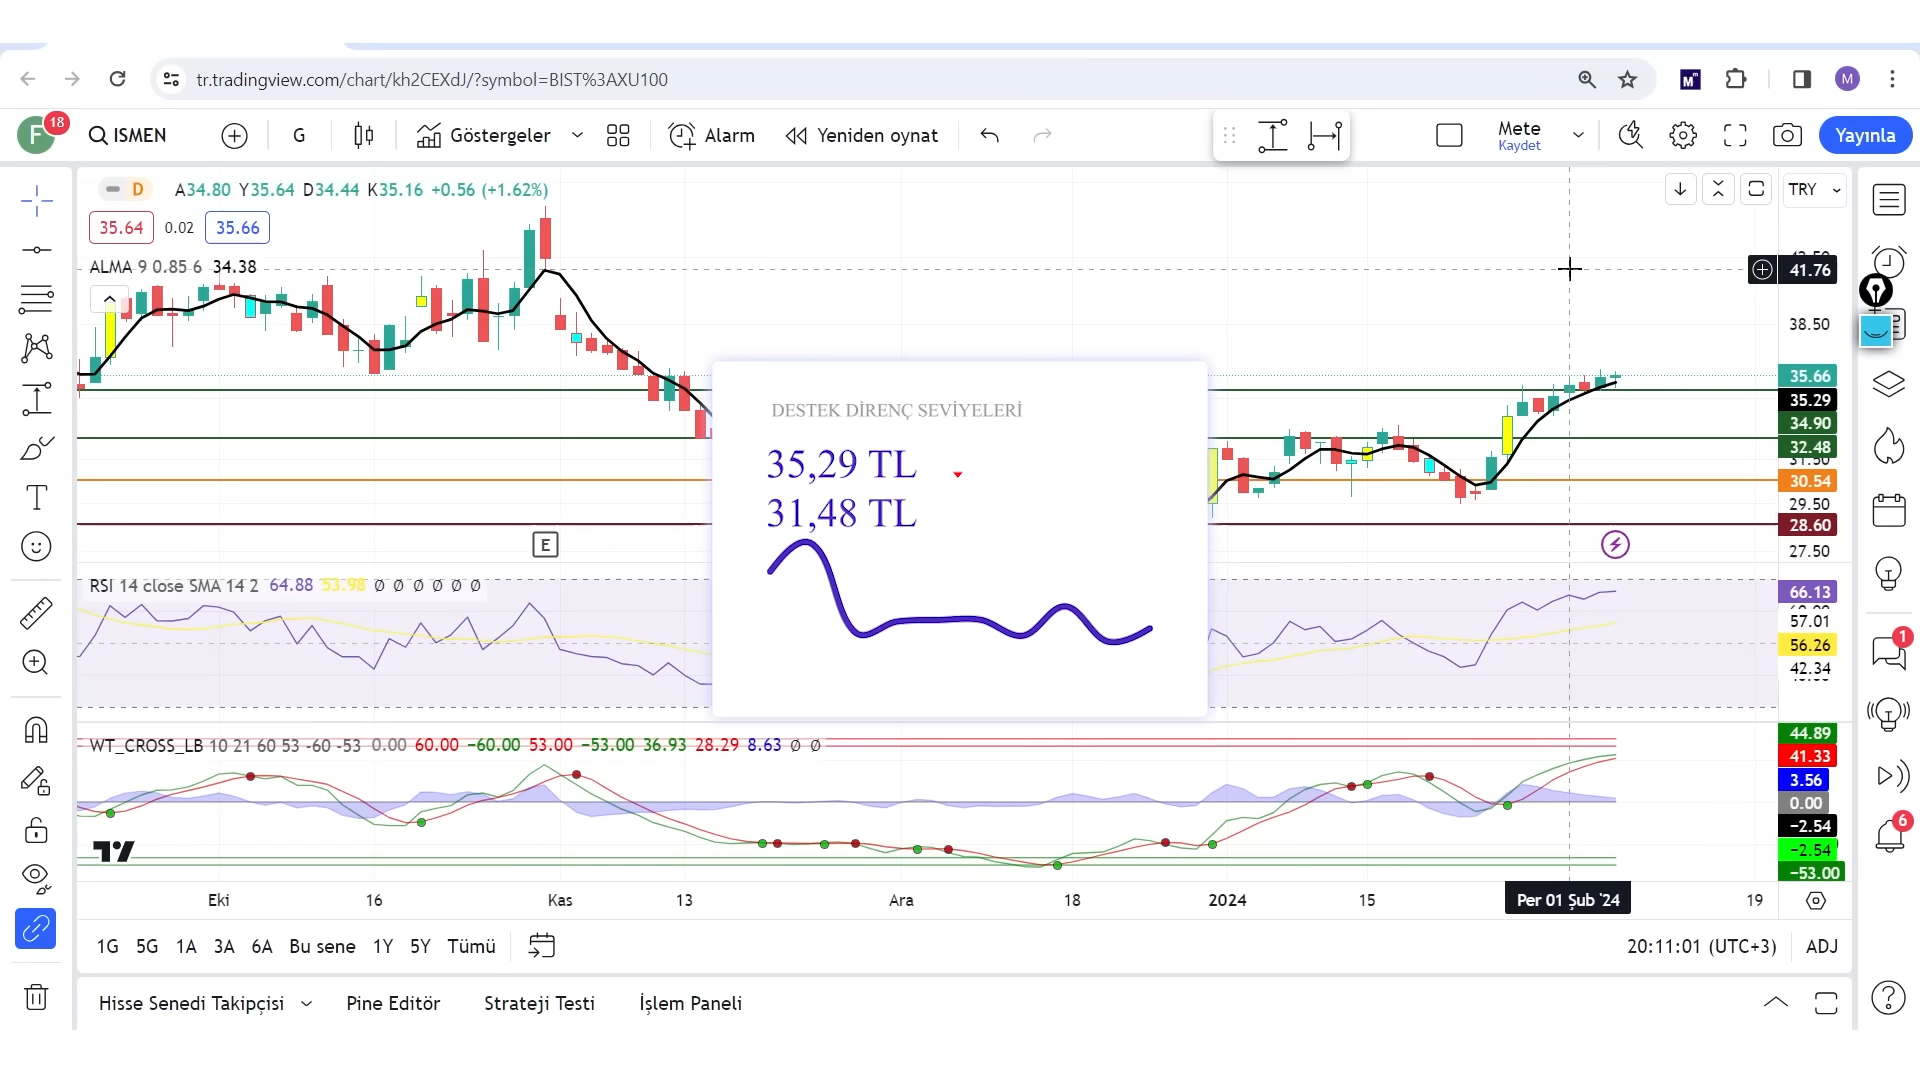 tr.tradingview.com/chart/kh2CEXdJ/?symbol=BIST%3AXU100
M
F 18 ISMEN G Göstergeler Alarm Yeniden oynat Mete Kaydet Yayınla
D A34.80 Y35.64 D34.44 K35.16 +0.56 (+1.62%)
TRY
35.64 0.02 35.66
ALMA 9 0.85 6 34.38
41.76
38.50
35.66
35.29
34.90
32.48
31.50
30.54
29.50
28.60
27.50
DESTEK DİRENÇ SEVİYELERİ
35,29 TL
31,48 TL
E
RSI 14 close SMA 14 2 64.88 53.98 ∅ ∅ ∅ ∅ ∅ ∅
66.13
57.01
56.26
42.34
WT_CROSS_LB 10 21 60 53 -60 -53 0.00 60.00 −60.00 53.00 −53.00 36.93 28.29 8.63 ∅ ∅
44.89
41.33
3.56
0.00
−2.54
−2.54
−53.00
1
6
Eki 16 Kas 13 Ara 18 2024 15 Per 01 Şub '24 19
1G 5G 1A 3A 6A Bu sene 1Y 5Y Tümü 20:11:01 (UTC+3) ADJ
Hisse Senedi Takipçisi Pine Editör Strateji Testi İşlem Paneli